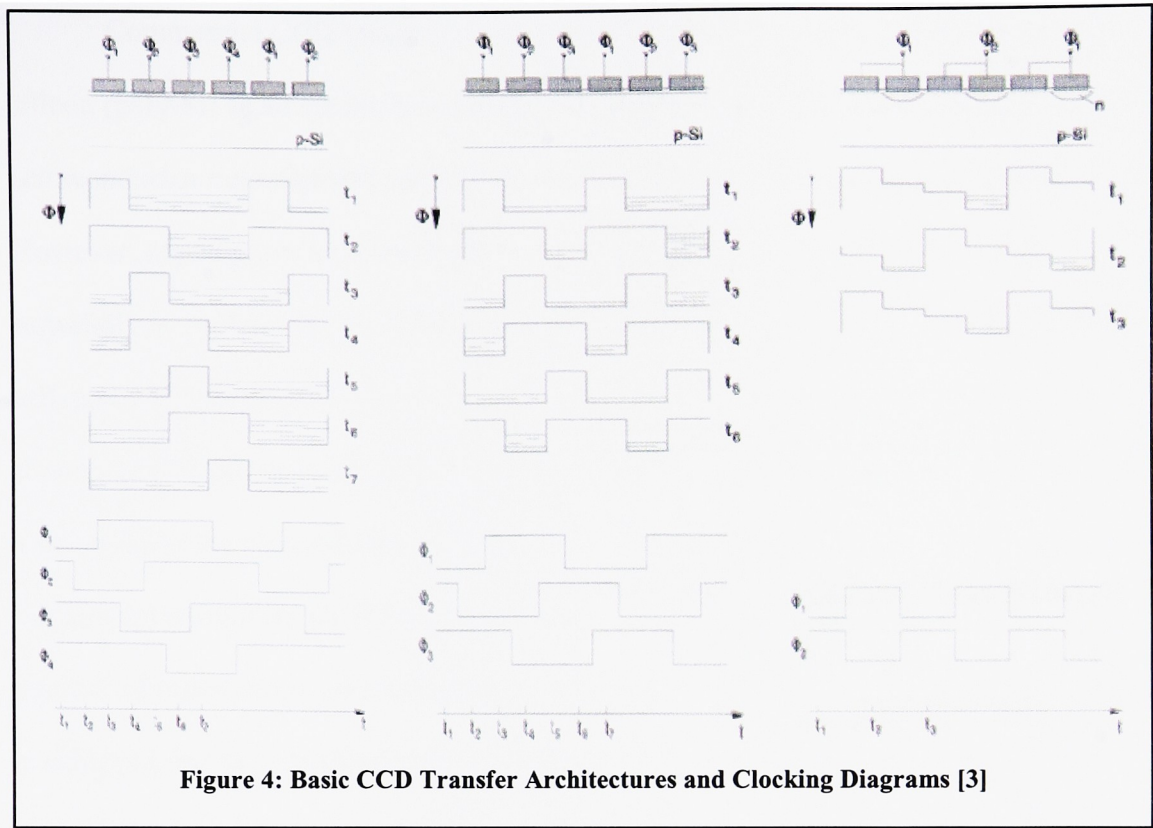 Φ₁ Φ₂ Φ₃ Φ₄ Φ₁ Φ₂
p-Si
Φ
t₁
t₂
t₃
t₄
t₅
t₆
t₇
Φ₁
Φ₂
Φ₃
Φ₄
t₁ t₂ t₃ t₄ t₅ t₆ t₇ t
Φ₁ Φ₂ Φ₃ Φ₁ Φ₂ Φ₃
p-Si
Φ
t₁
t₂
t₃
t₄
t₅
t₆
Φ₁
Φ₂
Φ₃
t₁ t₂ t₃ t₄ t₅ t₆ t₇ t
Φ₁ Φ₂ Φ₁
n
p-Si
Φ
t₁
t₂
t₃
Φ₁
Φ₂
t₁ t₂ t₃ t
Figure 4: Basic CCD Transfer Architectures and Clocking Diagrams [3]